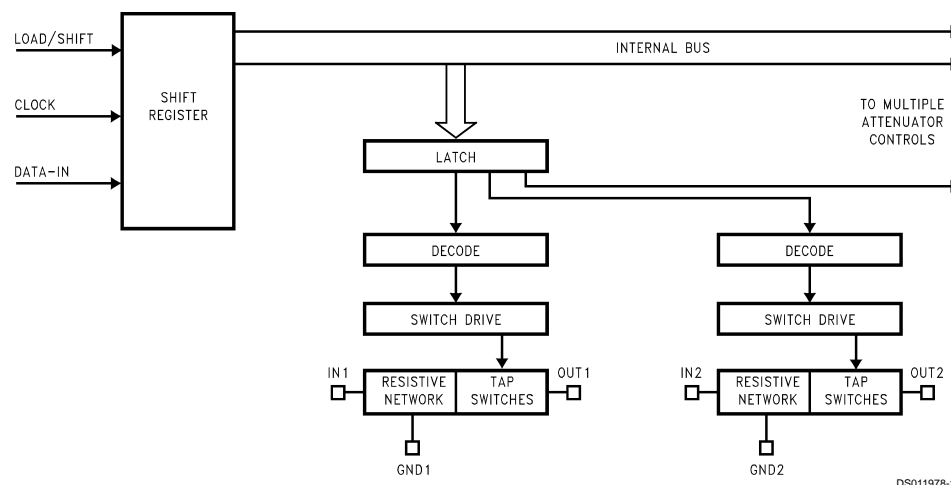 LOAD/SHIFT
CLOCK
DATA-IN
SHIFT
REGISTER
INTERNAL BUS
TO MULTIPLE
ATTENUATOR
CONTROLS
LATCH
DECODE
DECODE
SWITCH DRIVE
SWITCH DRIVE
IN1
RESISTIVE
NETWORK
TAP
SWITCHES
OUT1
GND1
IN2
RESISTIVE
NETWORK
TAP
SWITCHES
OUT2
GND2